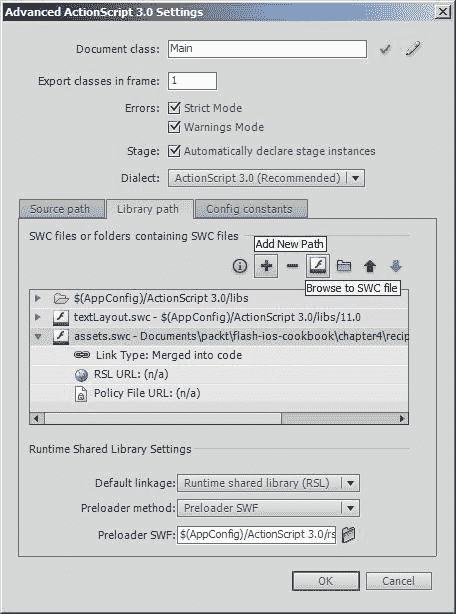 Advanced ActionScript 3.0 Settings
Document class: Main
Export classes in frame: 1
Errors: Strict Mode
Warnings Mode
Stage: Automatically declare stage instances
Dialect: ActionScript 3.0 (Recommended)
Source path Library path Config constants
SWC files or folders containing SWC files
Add New Path
Browse to SWC file
$(AppConfig)/ActionScript 3.0/libs
textLayout.swc - $(AppConfig)/ActionScript 3.0/libs/11.0
assets.swc - Documents\packt\flash-ios-cookbook\chapter4\recip
Link Type: Merged into code
RSL URL: (n/a)
Policy File URL: (n/a)
Runtime Shared Library Settings
Default linkage: Runtime shared library (RSL)
Preloader method: Preloader SWF
Preloader SWF: $(AppConfig)/ActionScript 3.0/rs
OK Cancel